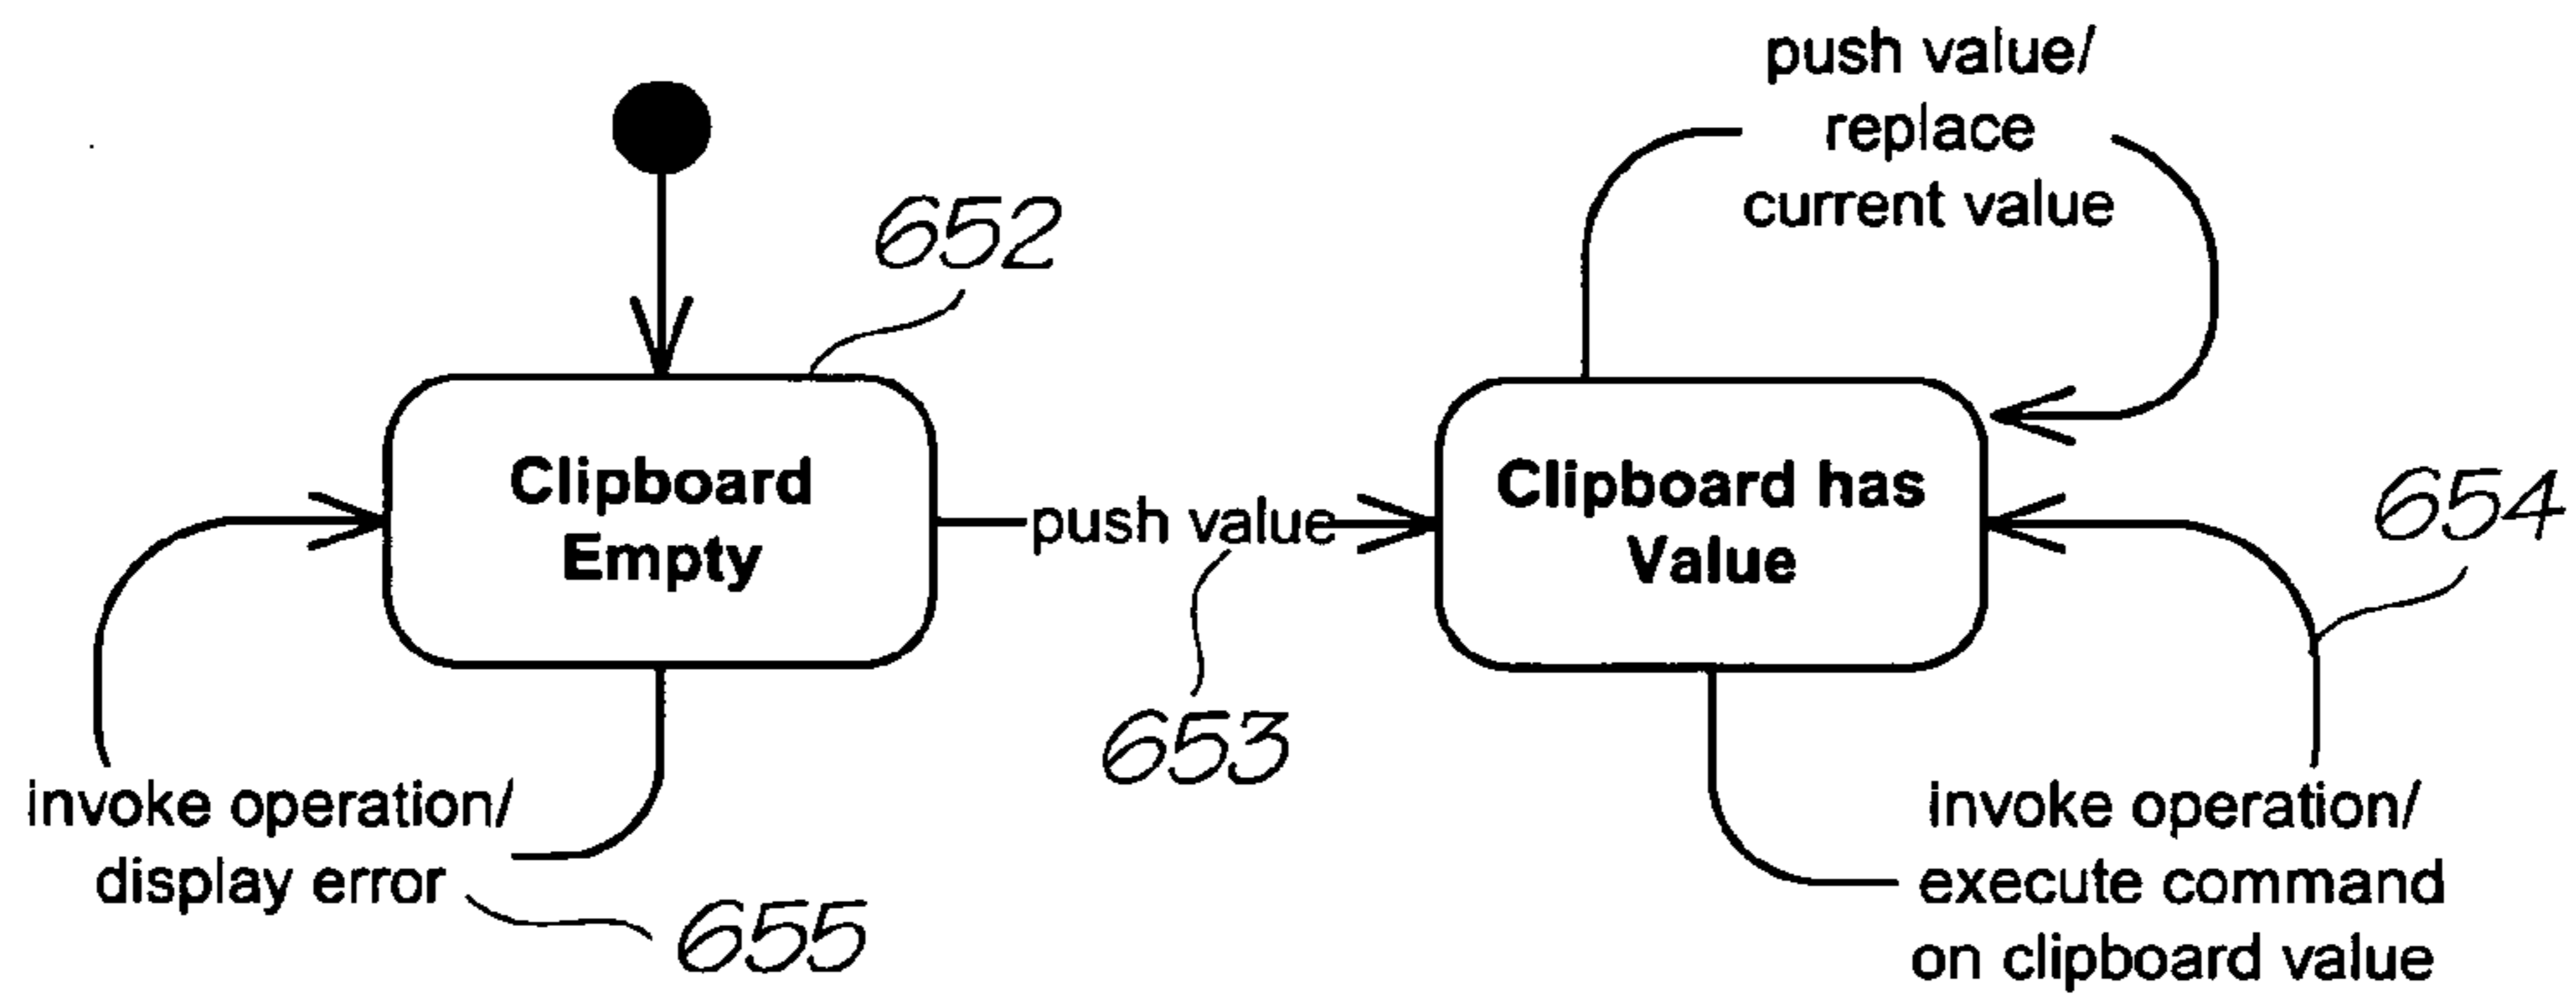 push value/
replace
current value
652
Clipboard
Empty
push value
Clipboard has
Value
654
653
invoke operation/
display error
655
invoke operation/
execute command
on clipboard value